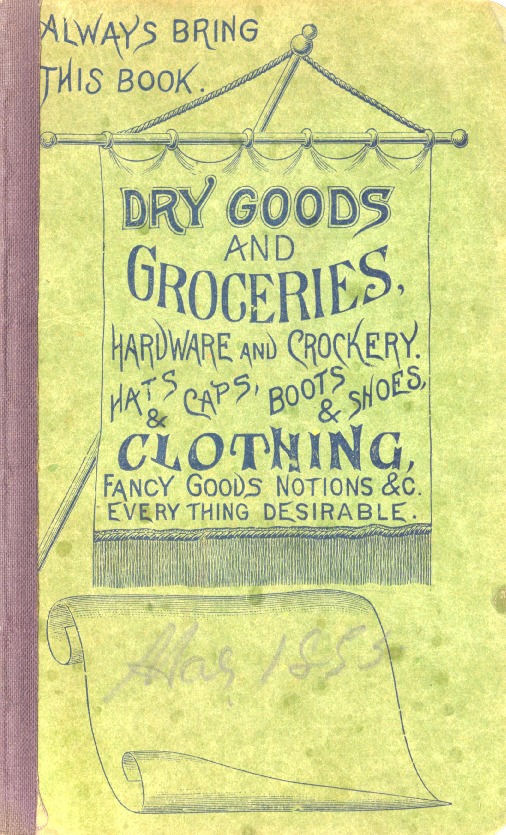 ALWAYS BRING
THIS BOOK.
DRY GOODS
AND
GROCERIES,
HARDWARE AND CROCKERY.
HATS & CAPS, BOOTS & SHOES,
CLOTHING,
FANCY GOODS NOTIONS &C.
EVERY THING DESIRABLE.